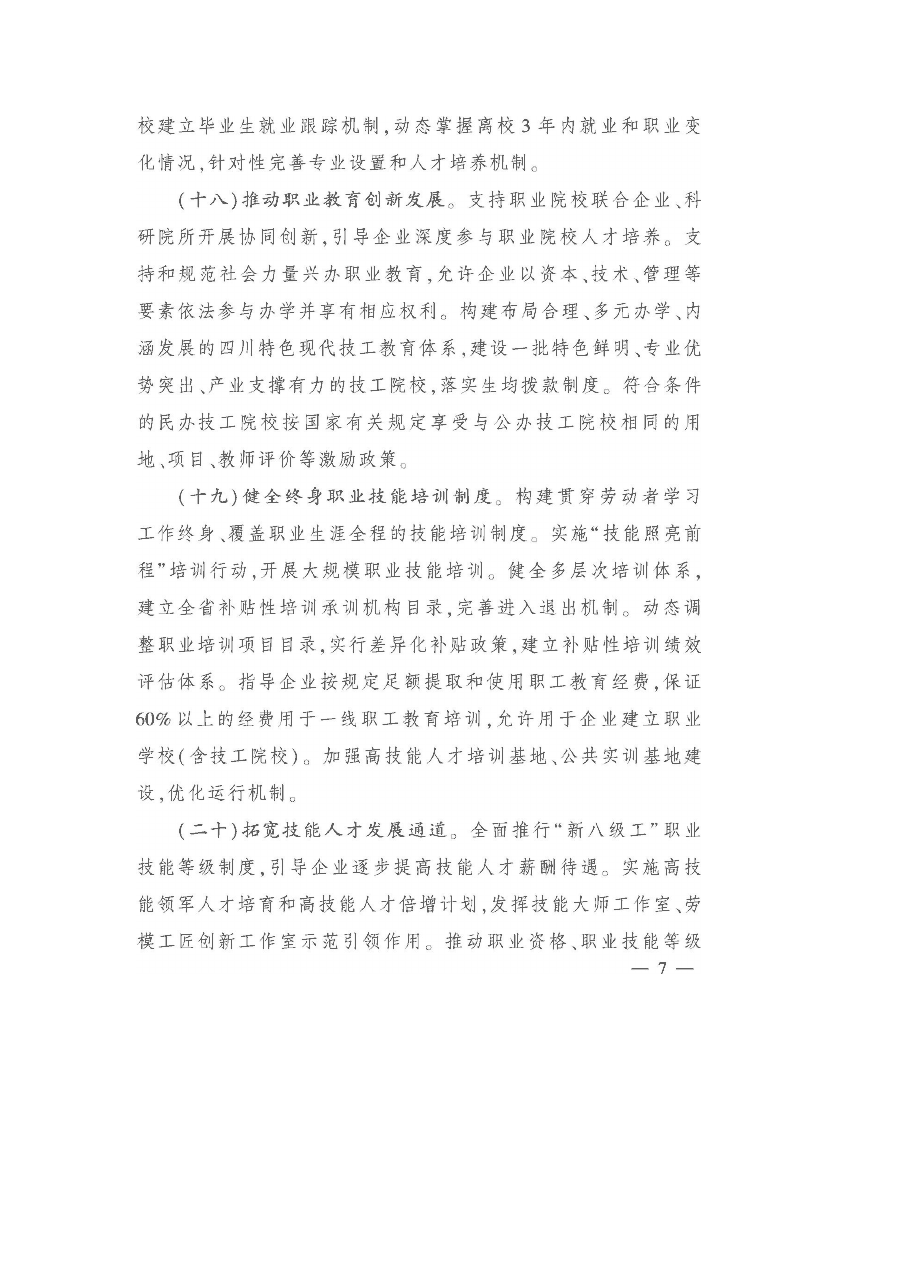 校建立毕业生就业跟踪机制,动态掌握离校3年内就业和职业变
化情况,针对性完善专业设置和人才培养机制。
(十八)推动职业教育创新发展。支持职业院校联合企业、科
研院所开展协同创新,引导企业深度参与职业院校人才培养。支
持和规范社会力量兴办职业教育,允许企业以资本、技术、管理等
要素依法参与办学并享有相应权利。构建布局合理、多元办学、内
涵发展的四川特色现代技工教育体系,建设一批特色鲜明、专业优
势突出、产业支撑有力的技工院校,落实生均拨款制度。符合条件
的民办技工院校按国家有关规定享受与公办技工院校相同的用
地、项目、教师评价等激励政策。
(十九)健全终身职业技能培训制度。构建贯穿劳动者学习
工作终身、覆盖职业生涯全程的技能培训制度。实施“技能照亮前
程”培训行动,开展大规模职业技能培训。健全多层次培训体系,
建立全省补贴性培训承训机构目录,完善进入退出机制。动态调
整职业培训项目目录,实行差异化补贴政策,建立补贴性培训绩效
评估体系。指导企业按规定足额提取和使用职工教育经费,保证
60%以上的经费用于一线职工教育培训,允许用于企业建立职业
学校(含技工院校)。加强高技能人才培训基地、公共实训基地建
设,优化运行机制。
(二十)拓宽技能人才发展通道。全面推行“新八级工”职业
技能等级制度,引导企业逐步提高技能人才薪酬待遇。实施高技
能领军人才培育和高技能人才倍增计划,发挥技能大师工作室、劳
模工匠创新工作室示范引领作用。推动职业资格、职业技能等级
— 7 —